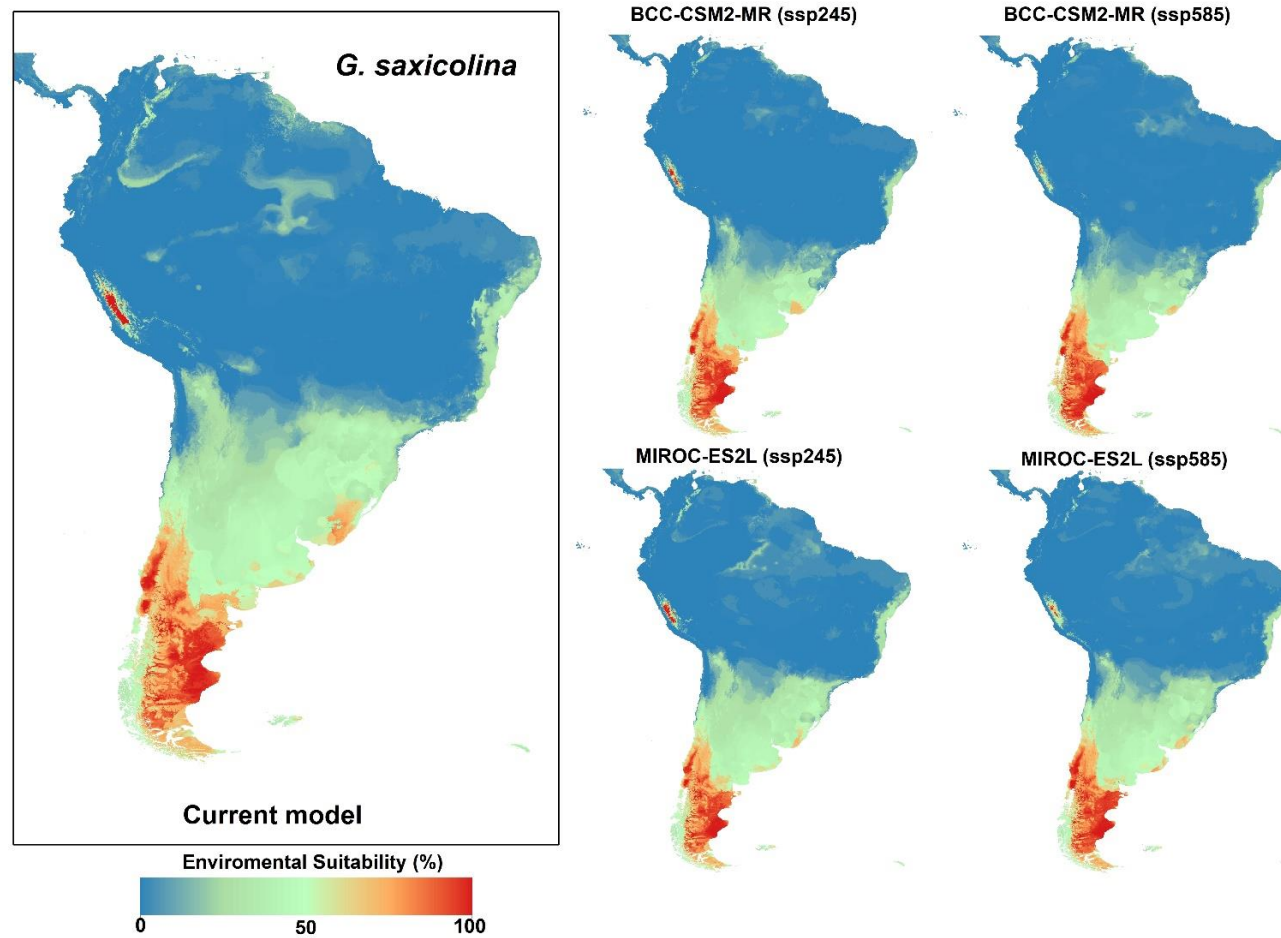 G. saxicolina
Current model
Enviromental Suitability (%)
0
50
100
BCC-CSM2-MR (ssp245)
BCC-CSM2-MR (ssp585)
MIROC-ES2L (ssp245)
MIROC-ES2L (ssp585)